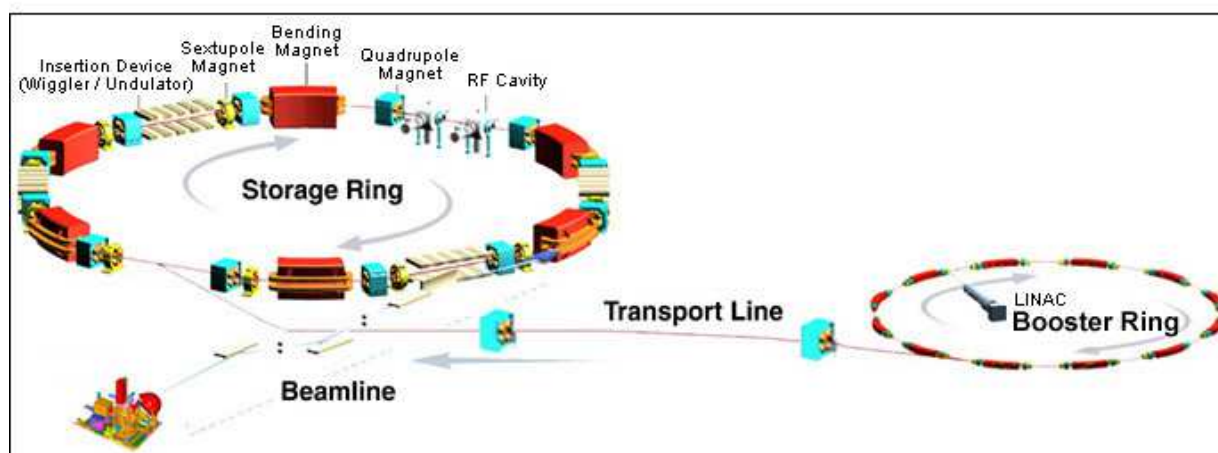 Bending
Magnet
Sextupole
Magnet
Insertion Device
(Wiggler / Undulator)
Quadrupole
Magnet
RF Cavity
Storage Ring
LINAC
Booster Ring
Transport Line
Beamline